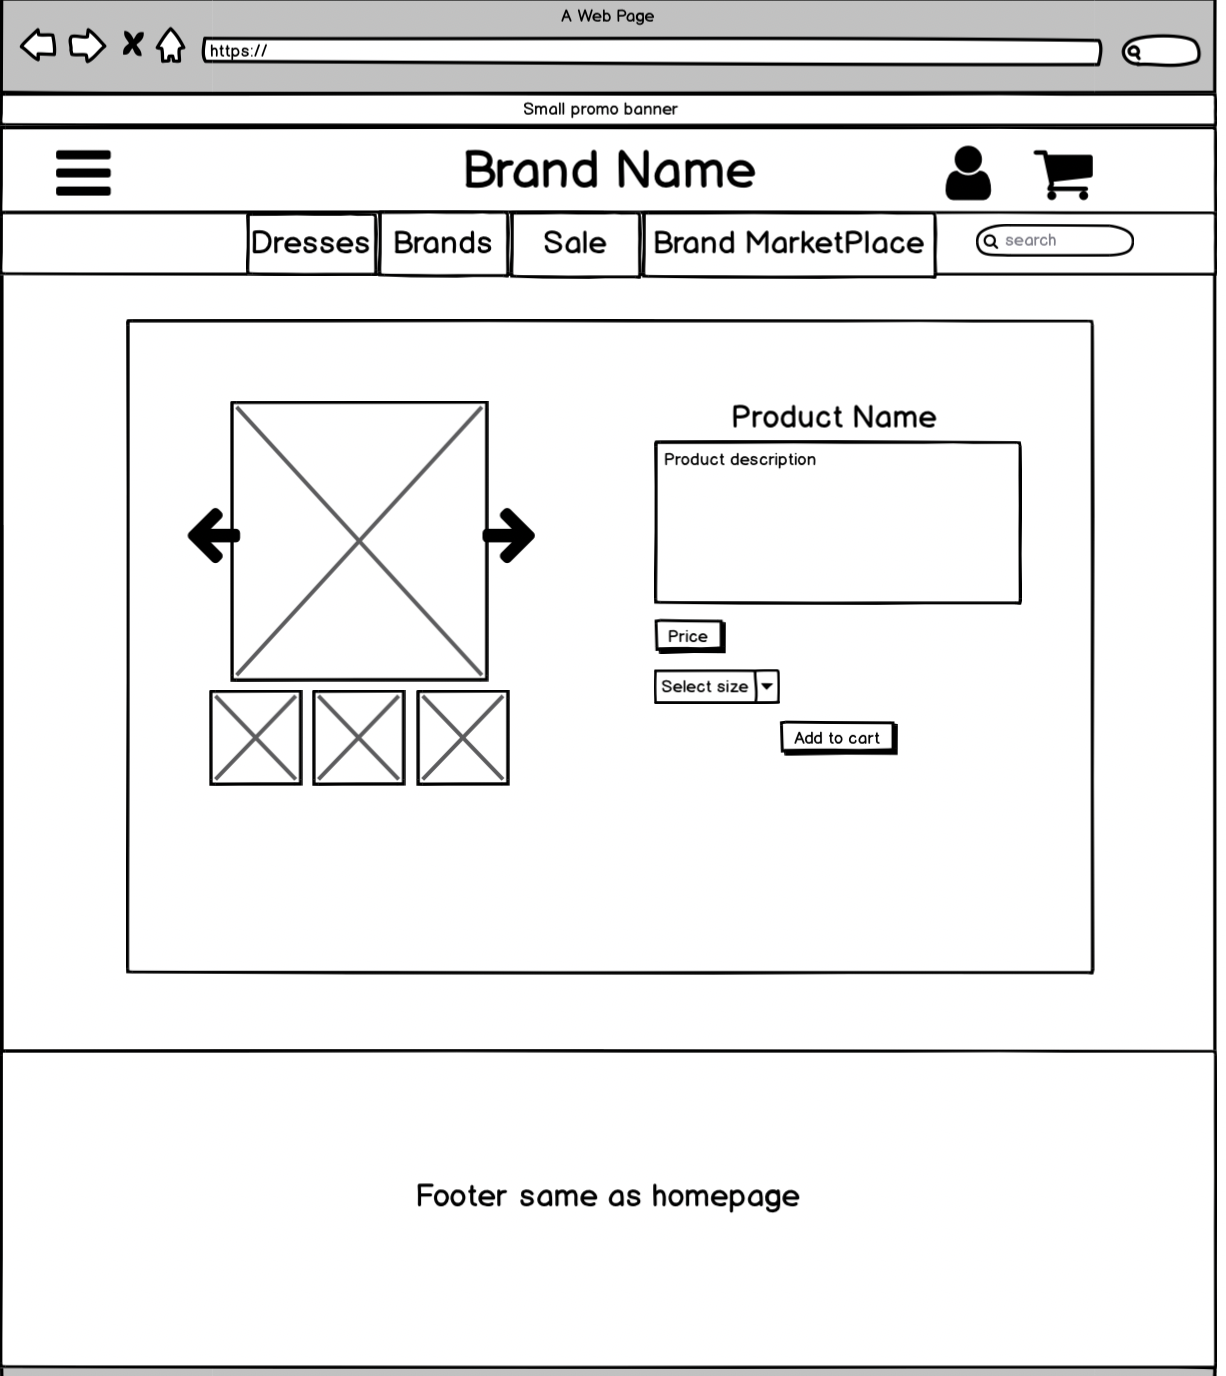 A Web Page
https://
Small promo banner
Brand Name
Dresses Brands Sale Brand MarketPlace search
Product Name
Product description
Price
Select size
Add to cart
Footer same as homepage